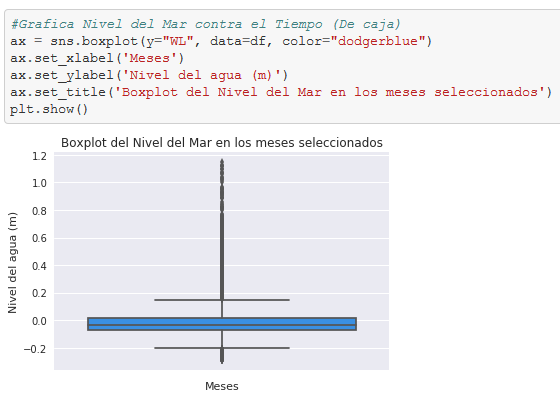 #Grafica Nivel del Mar contra el Tiempo (De caja)
ax = sns.boxplot(y="WL", data=df, color="dodgerblue")
ax.set_xlabel('Meses')
ax.set_ylabel('Nivel del agua (m)')
ax.set_title('Boxplot del Nivel del Mar en los meses seleccionados')
plt.show()
Boxplot del Nivel del Mar en los meses seleccionados
1.2
1.0
0.8
0.6
0.4
0.2
0.0
−0.2
Nivel del agua (m)
Meses